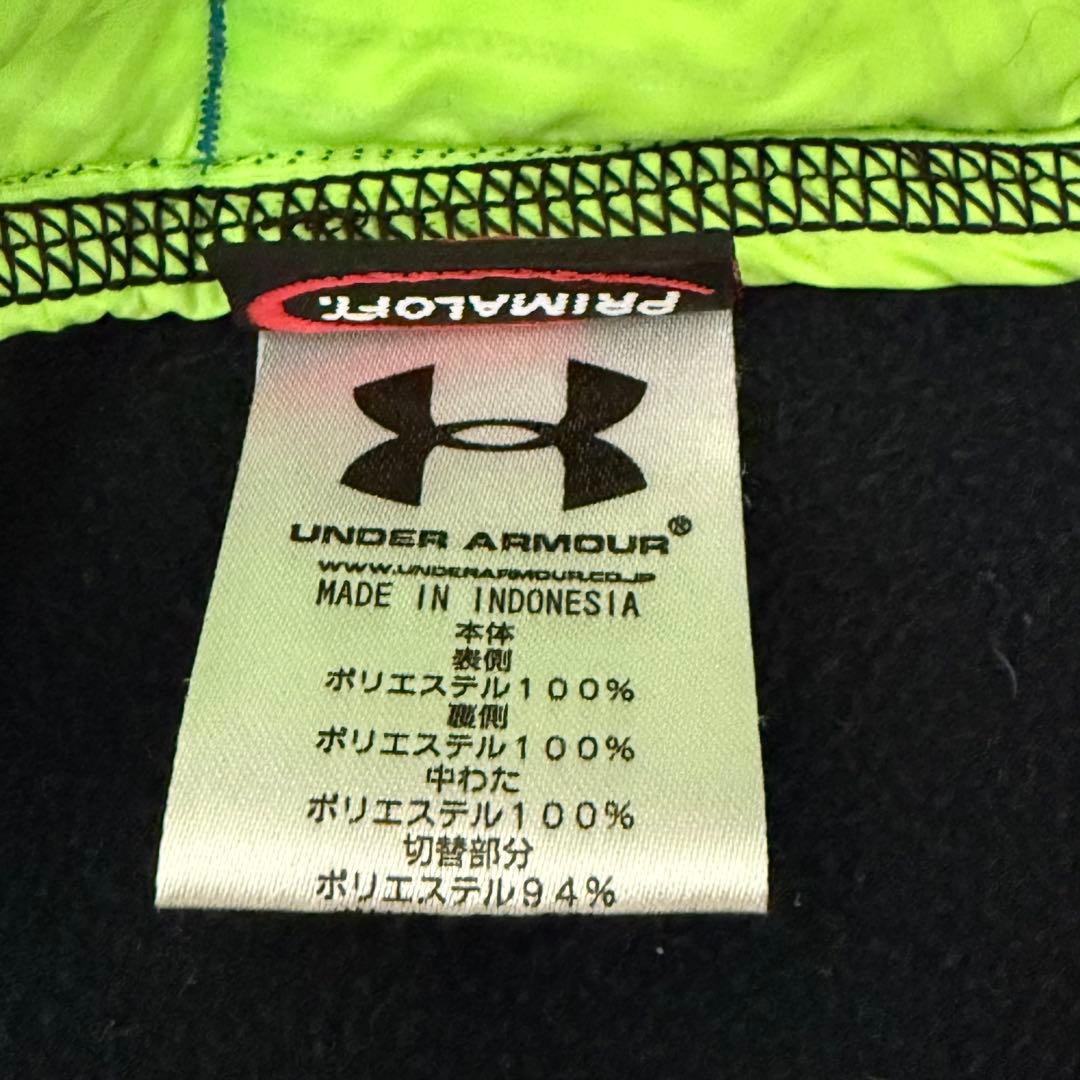 PRIMALOFT.
UNDER ARMOUR®
WWW.UNDERARMOUR.CO.JP
MADE IN INDONESIA
本体
表側
ポリエステル100%
裏側
ポリエステル100%
中わた
ポリエステル100%
切替部分
ポリエステル94%